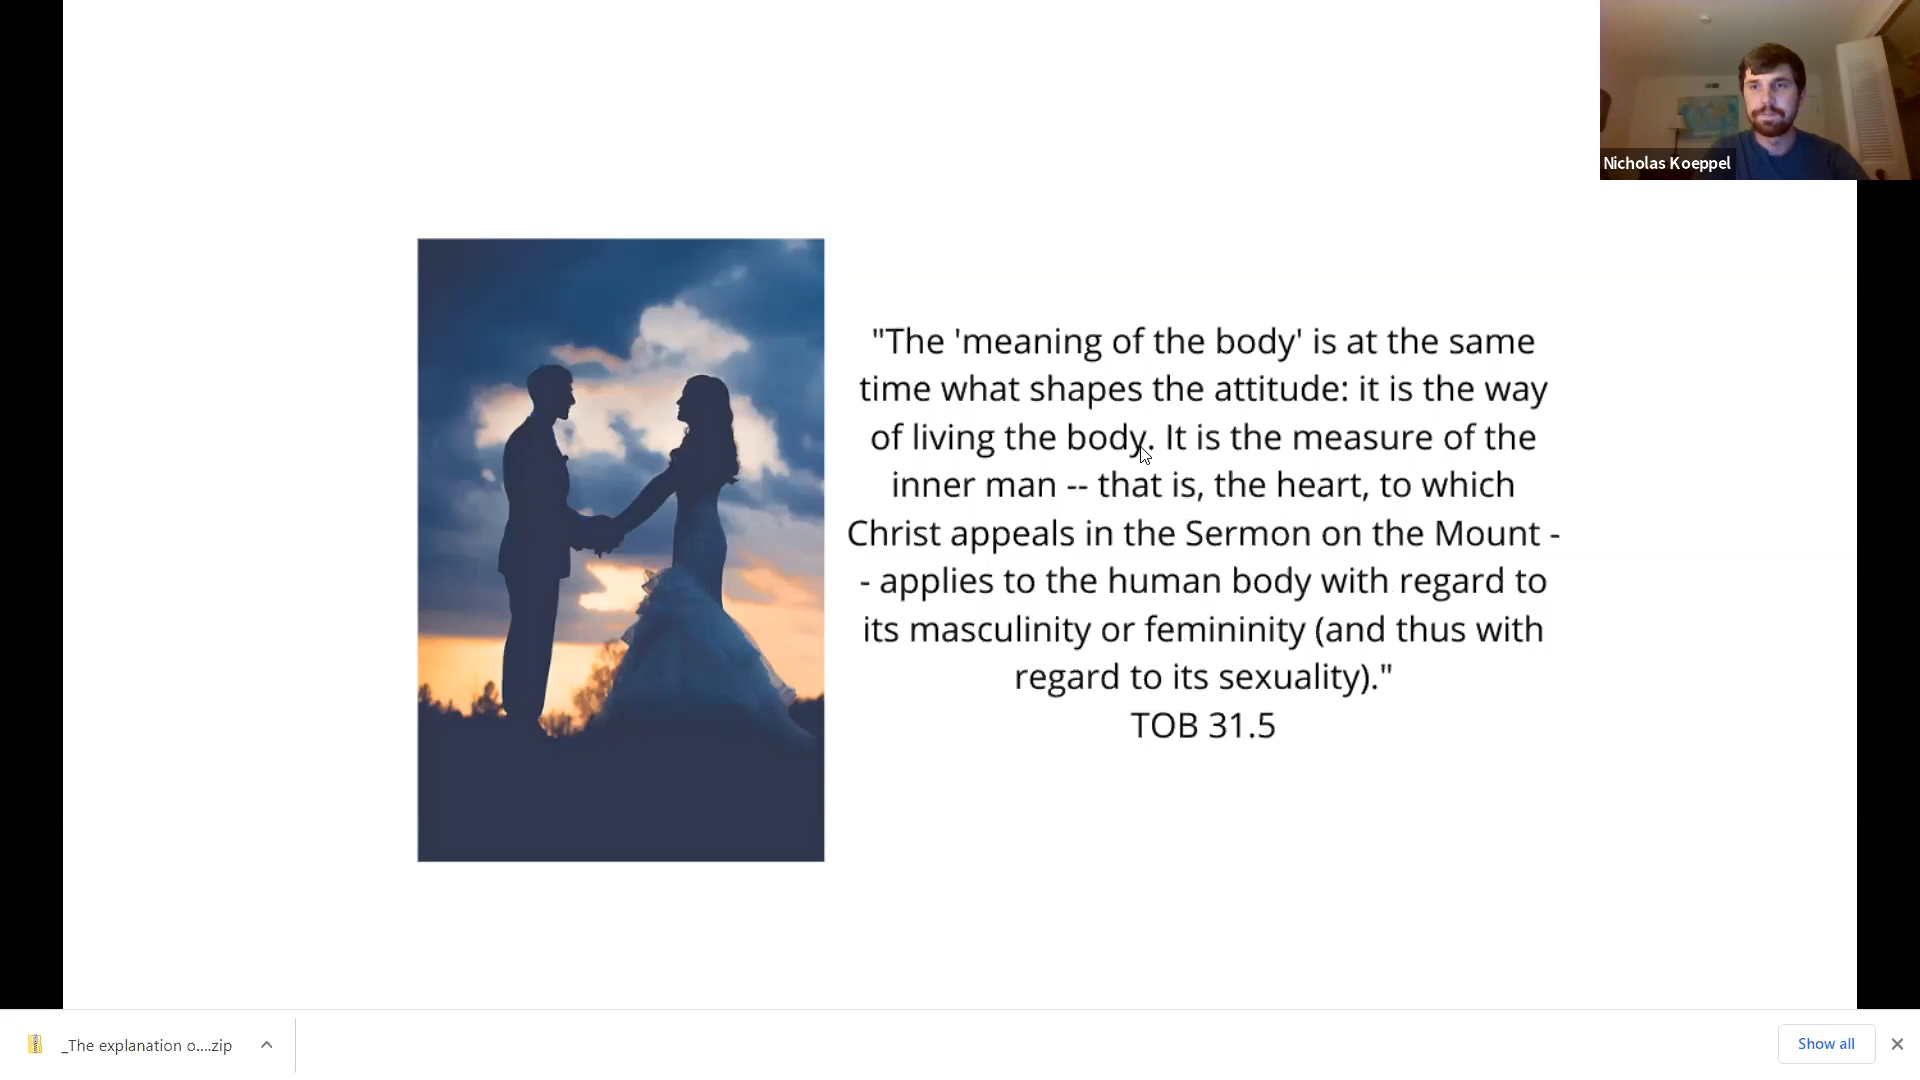 Nicholas Koeppel
"The 'meaning of the body' is at the same
time what shapes the attitude: it is the way
of living the body. It is the measure of the
inner man -- that is, the heart, to which
Christ appeals in the Sermon on the Mount -
- applies to the human body with regard to
its masculinity or femininity (and thus with
regard to its sexuality)."
TOB 31.5
_The explanation o....zip
Show all